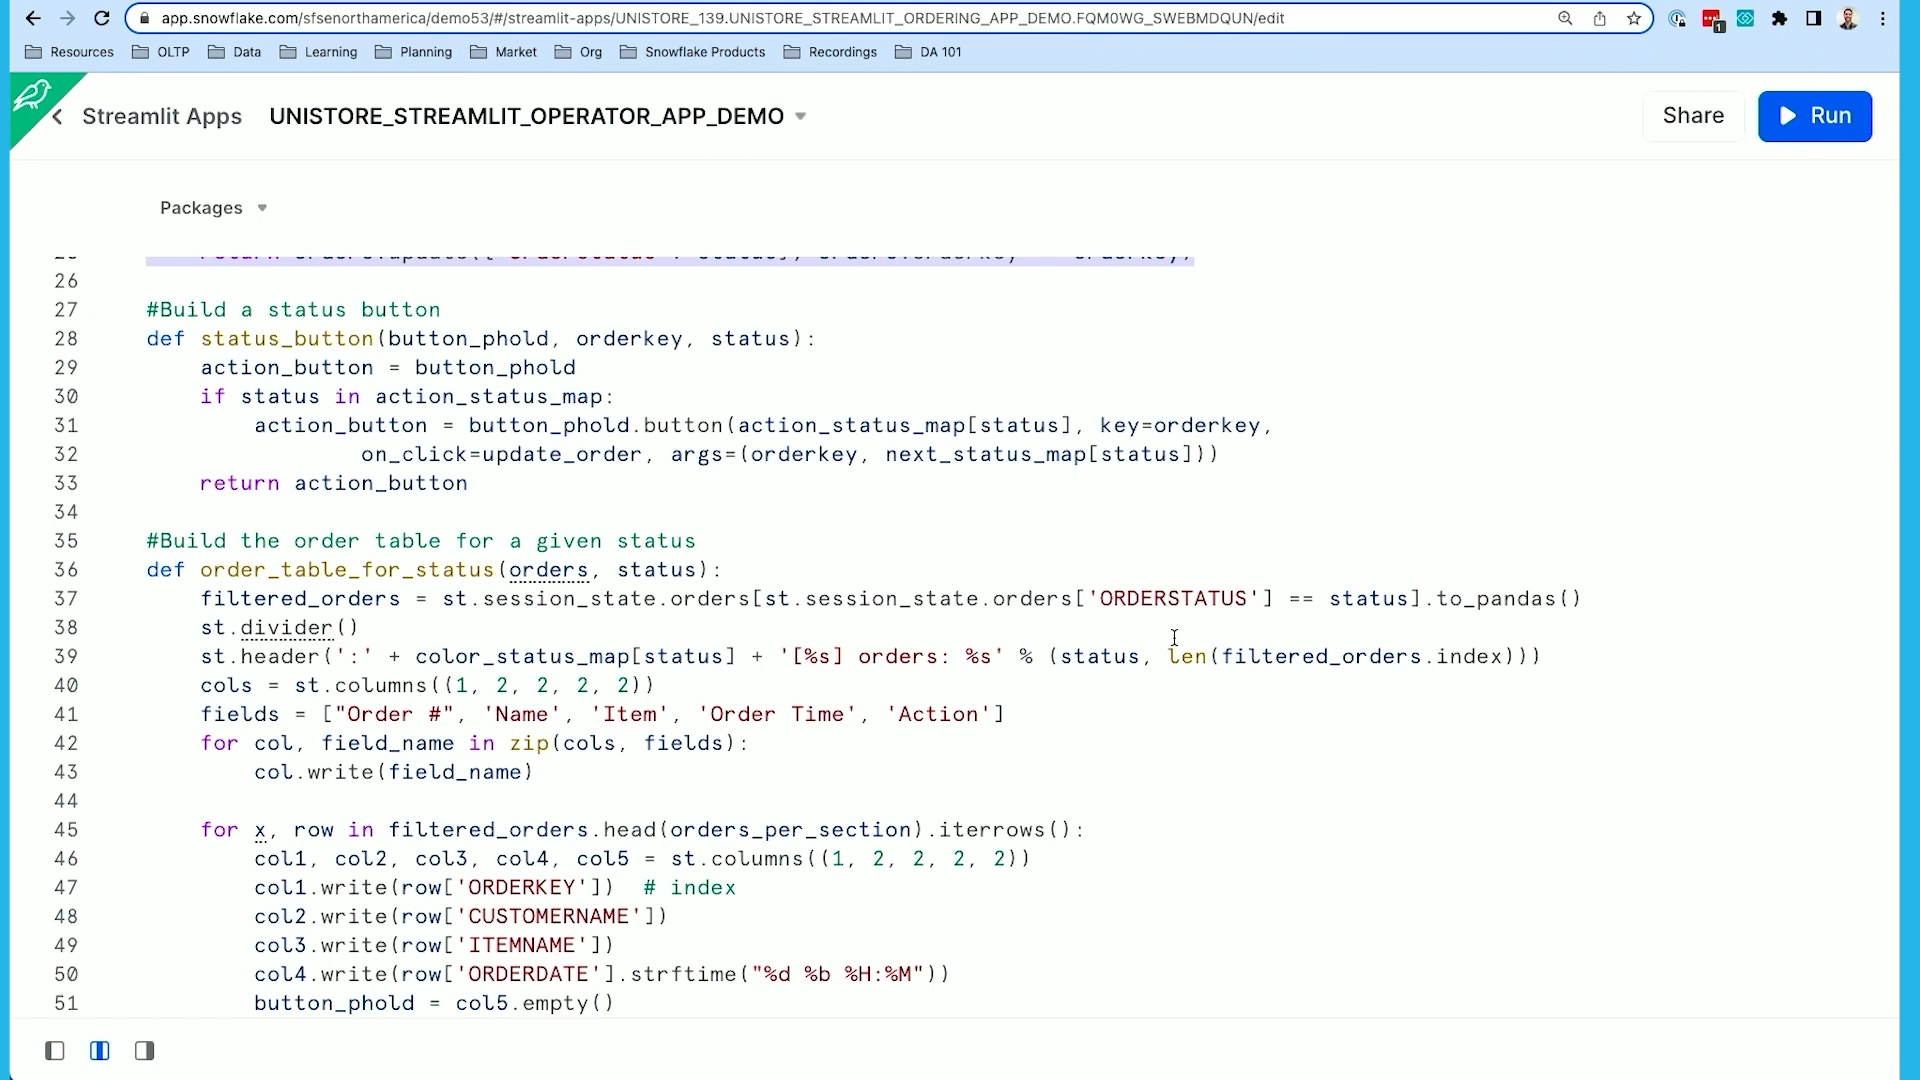 app.snowflake.com/sfsenorthamerica/demo53/#/streamlit-apps/UNISTORE_139.UNISTORE_STREAMLIT_ORDERING_APP_DEMO.FQM0WG_SWEBMDQUN/edit
1
Resources OLTP Data Learning Planning Market Org Snowflake Products Recordings DA 101
Streamlit Apps UNISTORE_STREAMLIT_OPERATOR_APP_DEMO Share Run
Packages
26
27 #Build a status button
28 def status_button(button_phold, orderkey, status):
29 action_button = button_phold
30 if status in action_status_map:
31 action_button = button_phold.button(action_status_map[status], key=orderkey,
32 on_click=update_order, args=(orderkey, next_status_map[status]))
33 return action_button
34
35 #Build the order table for a given status
36 def order_table_for_status(orders, status):
37 filtered_orders = st.session_state.orders[st.session_state.orders['ORDERSTATUS'] == status].to_pandas()
38 st.divider()
39 st.header(':' + color_status_map[status] + '[%s] orders: %s' % (status, len(filtered_orders.index)))
40 cols = st.columns((1, 2, 2, 2, 2))
41 fields = ["Order #", 'Name', 'Item', 'Order Time', 'Action']
42 for col, field_name in zip(cols, fields):
43 col.write(field_name)
44
45 for x, row in filtered_orders.head(orders_per_section).iterrows():
46 col1, col2, col3, col4, col5 = st.columns((1, 2, 2, 2, 2))
47 col1.write(row['ORDERKEY']) # index
48 col2.write(row['CUSTOMERNAME'])
49 col3.write(row['ITEMNAME'])
50 col4.write(row['ORDERDATE'].strftime("%d %b %H:%M"))
51 button_phold = col5.empty()